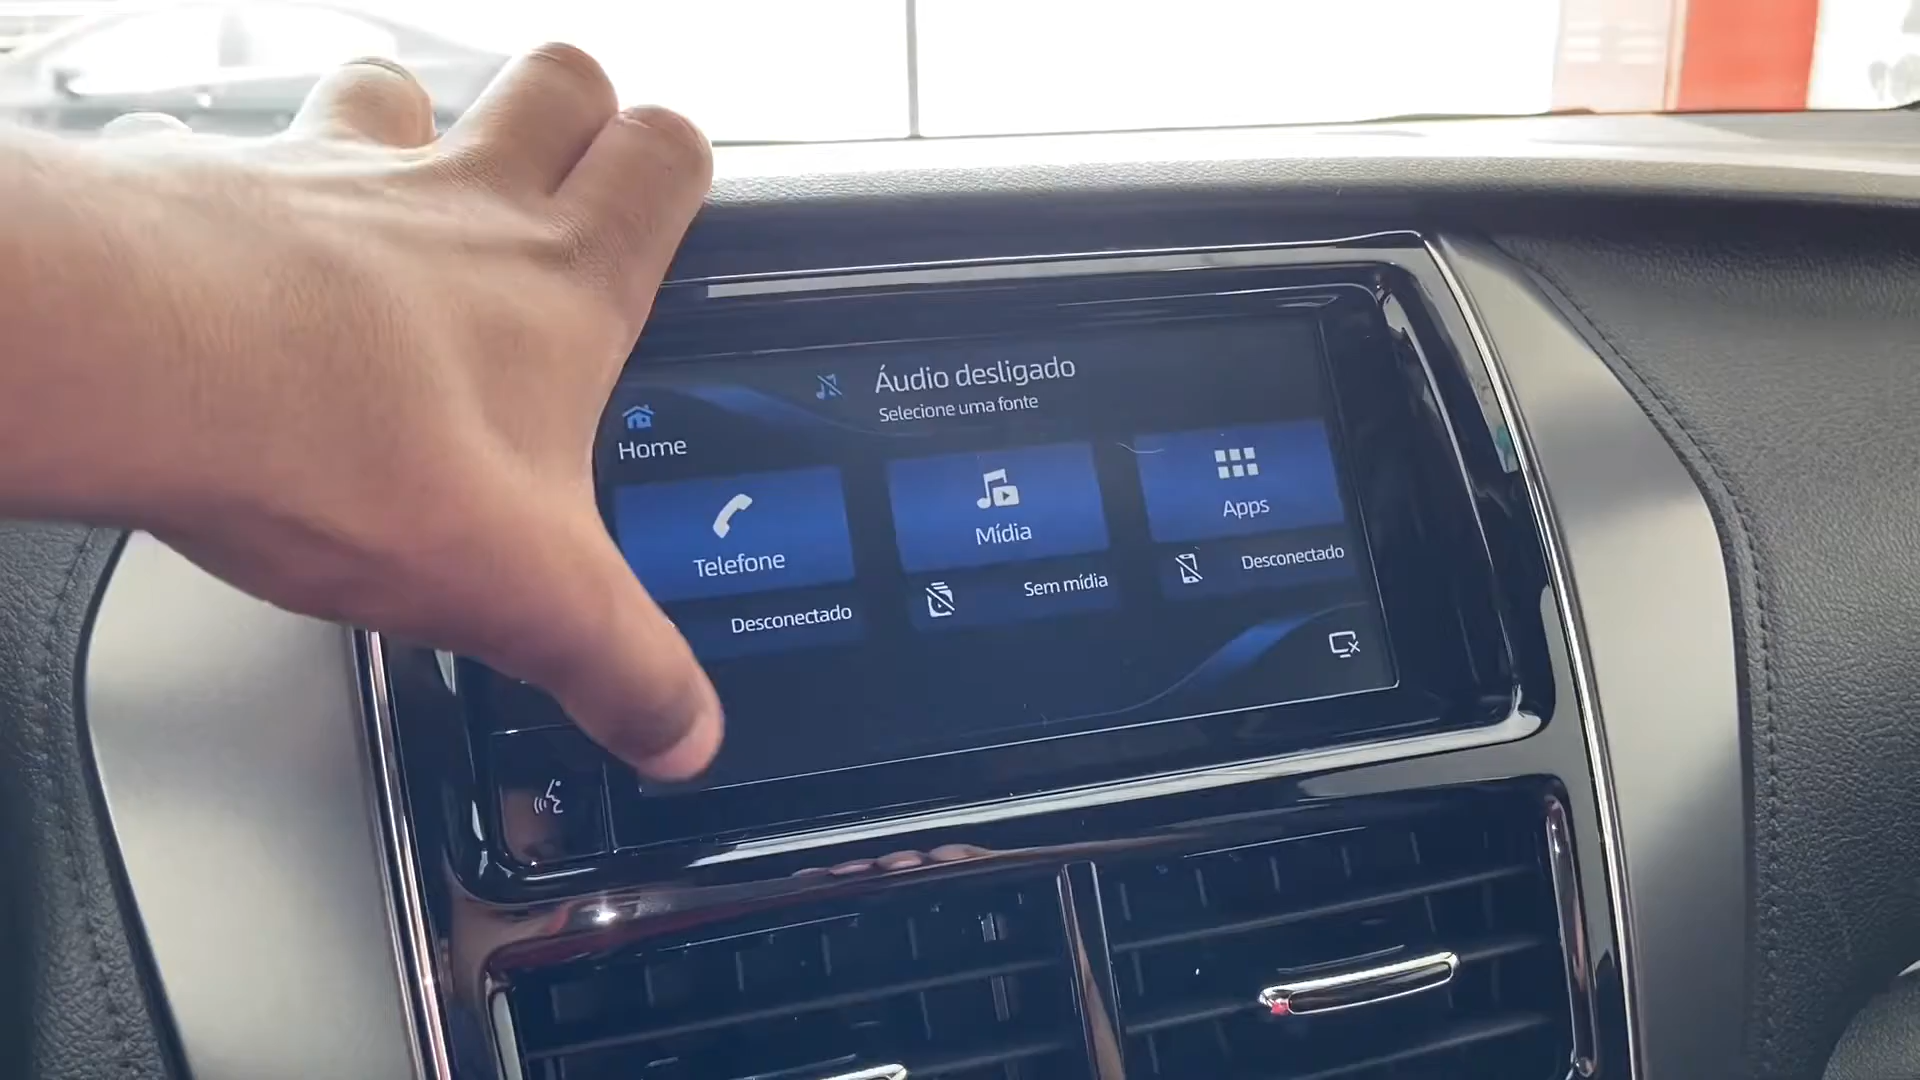 Áudio desligado
Selecione uma fonte
Home
Telefone
Mídia
Apps
Desconectado
Sem mídia
Desconectado